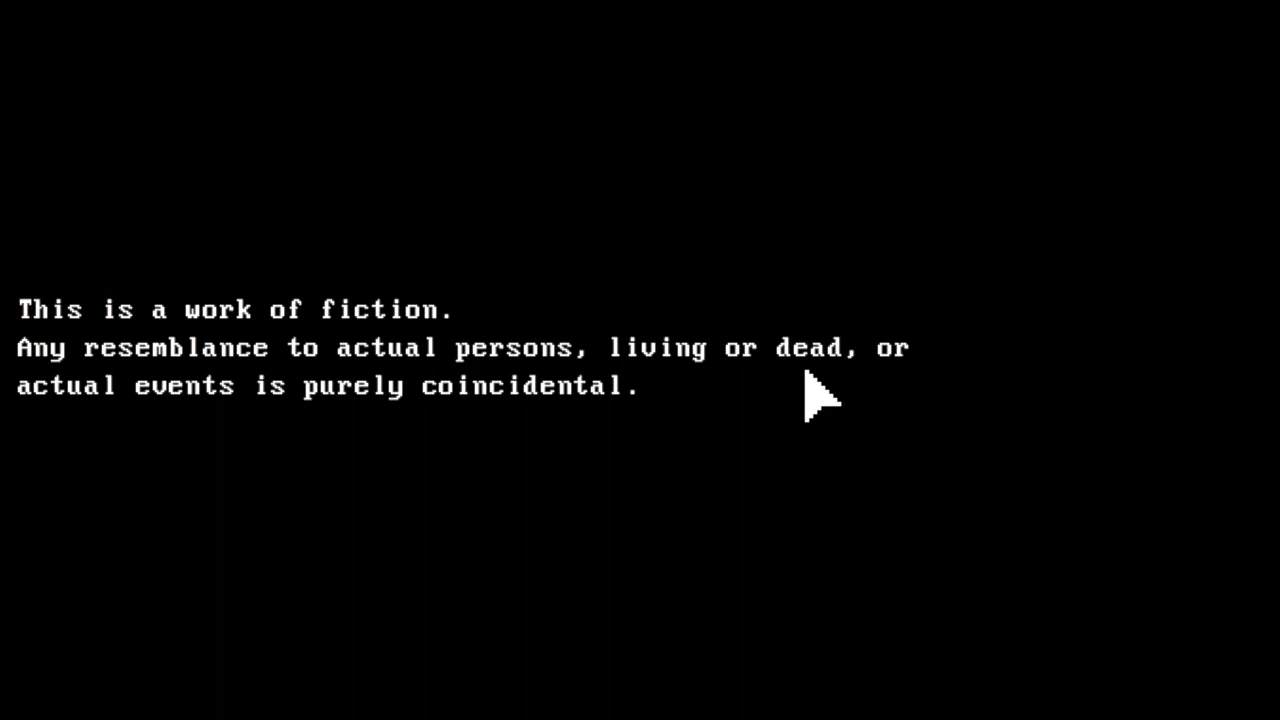 This is a work of fiction.
Any resemblance to actual persons, living or dead, or
actual events is purely coincidental.